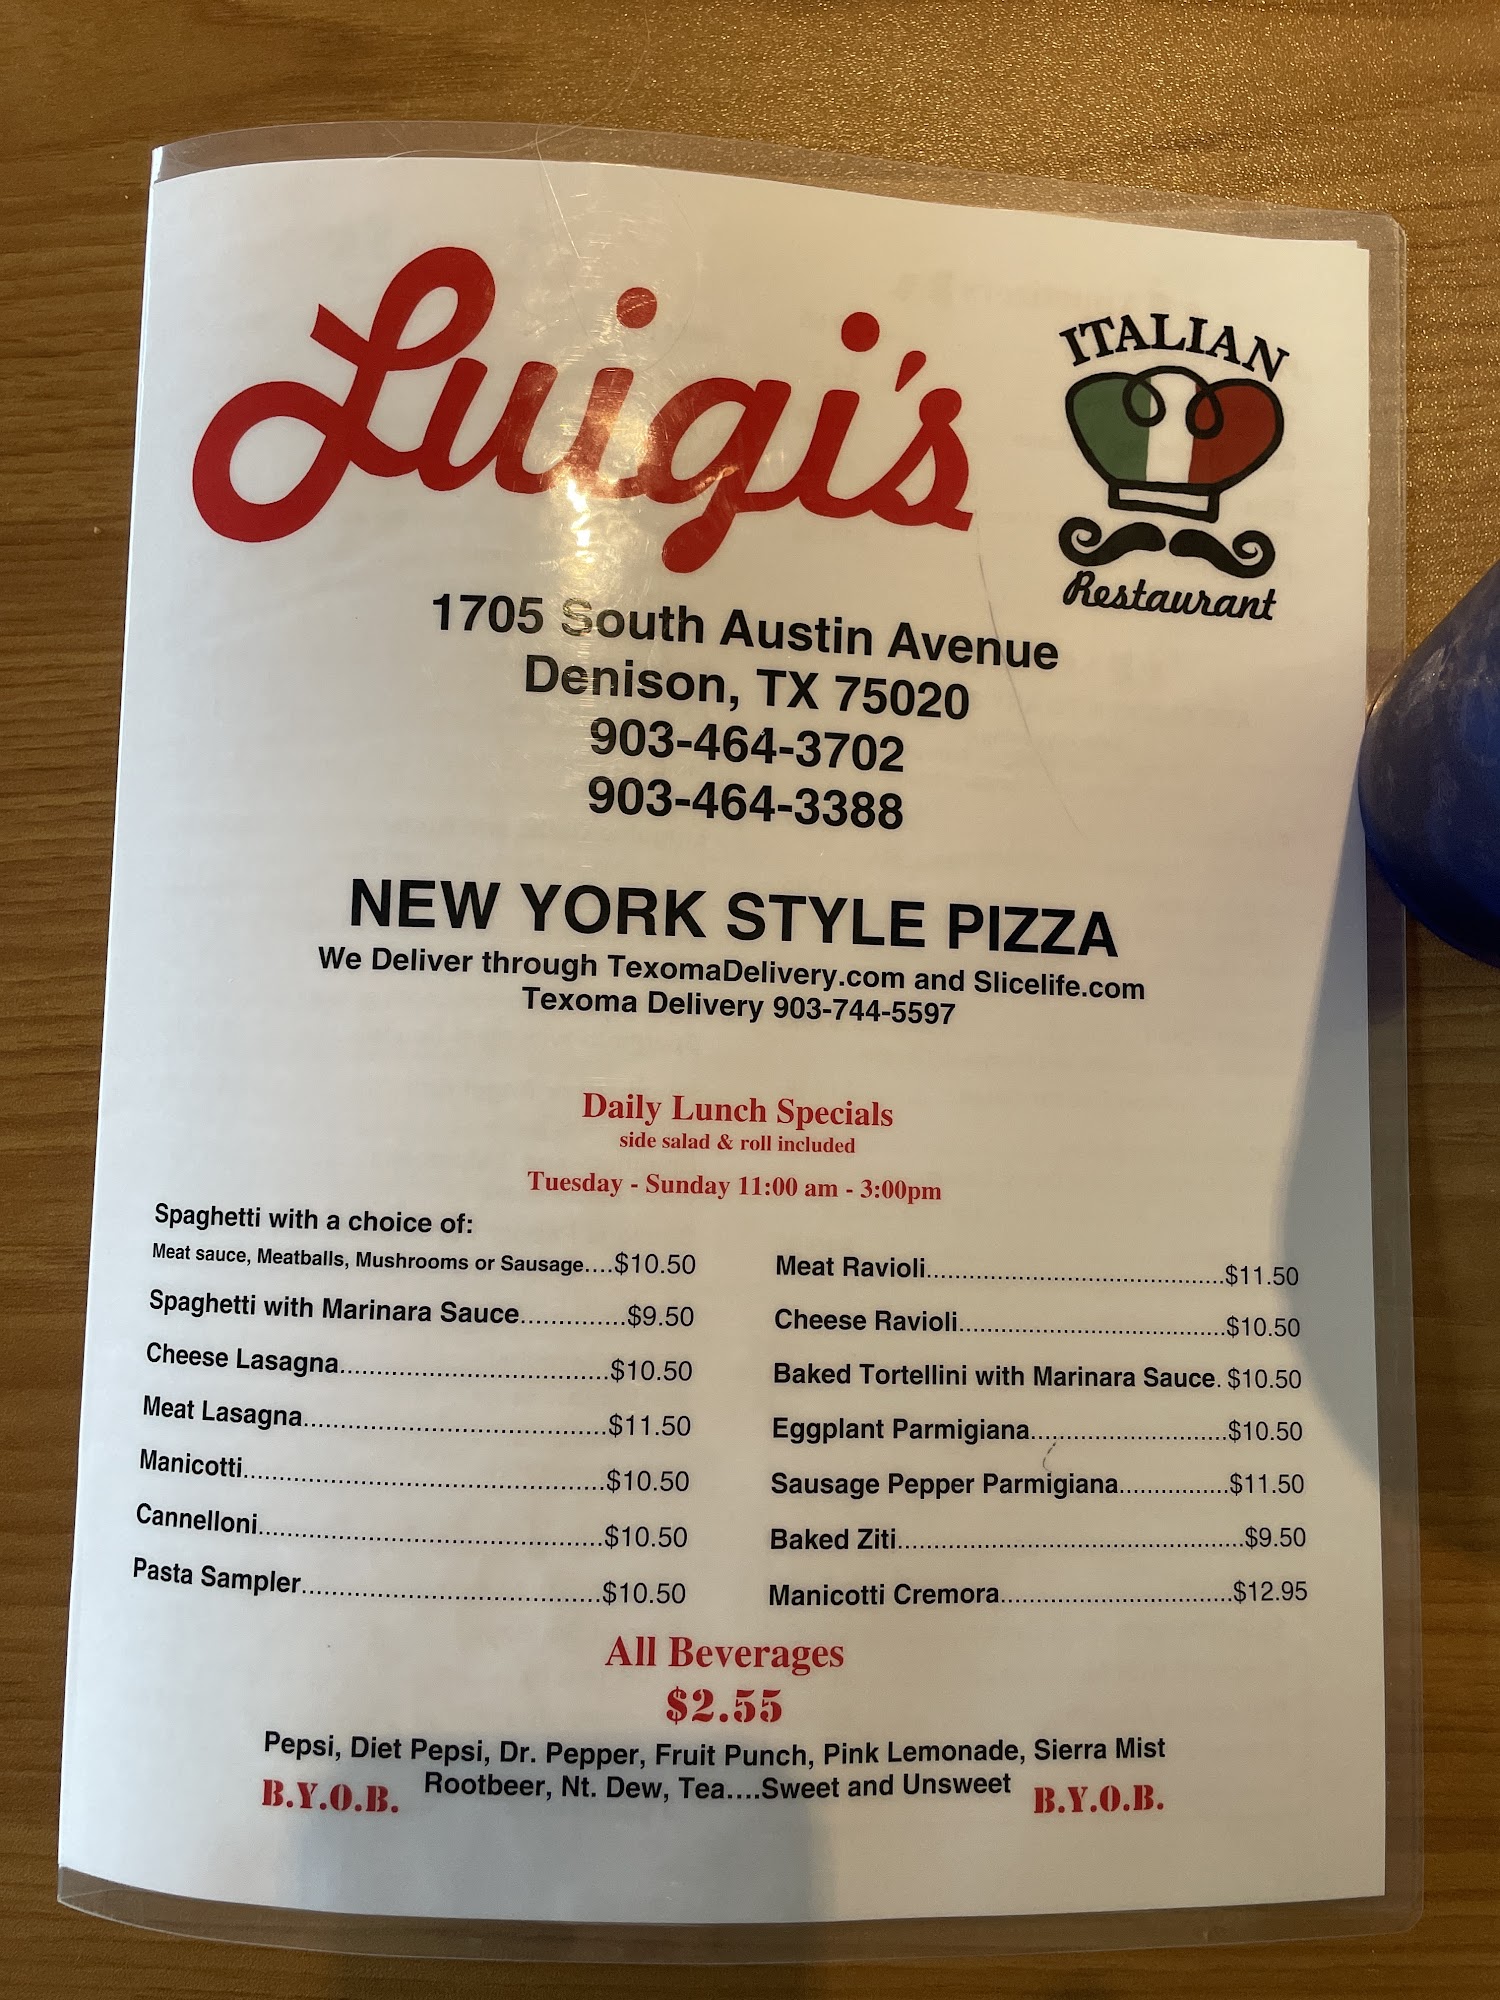 Luigi's
ITALIAN
Restaurant
1705 South Austin Avenue
Denison, TX 75020
903-464-3702
903-464-3388
NEW YORK STYLE PIZZA
We Deliver through TexomaDelivery.com and Slicelife.com
Texoma Delivery 903-744-5597
Daily Lunch Specials
side salad & roll included
Tuesday - Sunday 11:00 am - 3:00pm
Spaghetti with a choice of:
Meat sauce, Meatballs, Mushrooms or Sausage....$10.50
Spaghetti with Marinara Sauce..............$9.50
Cheese Lasagna....................................$10.50
Meat Lasagna.........................................$11.50
Manicotti................................................$10.50
Cannelloni..............................................$10.50
Pasta Sampler........................................$10.50
Meat Ravioli.........................................$11.50
Cheese Ravioli....................................$10.50
Baked Tortellini with Marinara Sauce. $10.50
Eggplant Parmigiana...........................$10.50
Sausage Pepper Parmigiana...............$11.50
Baked Ziti...............................................$9.50
Manicotti Cremora................................$12.95
All Beverages
$2.55
Pepsi, Diet Pepsi, Dr. Pepper, Fruit Punch, Pink Lemonade, Sierra Mist
B.Y.O.B. Rootbeer, Nt. Dew, Tea....Sweet and Unsweet B.Y.O.B.